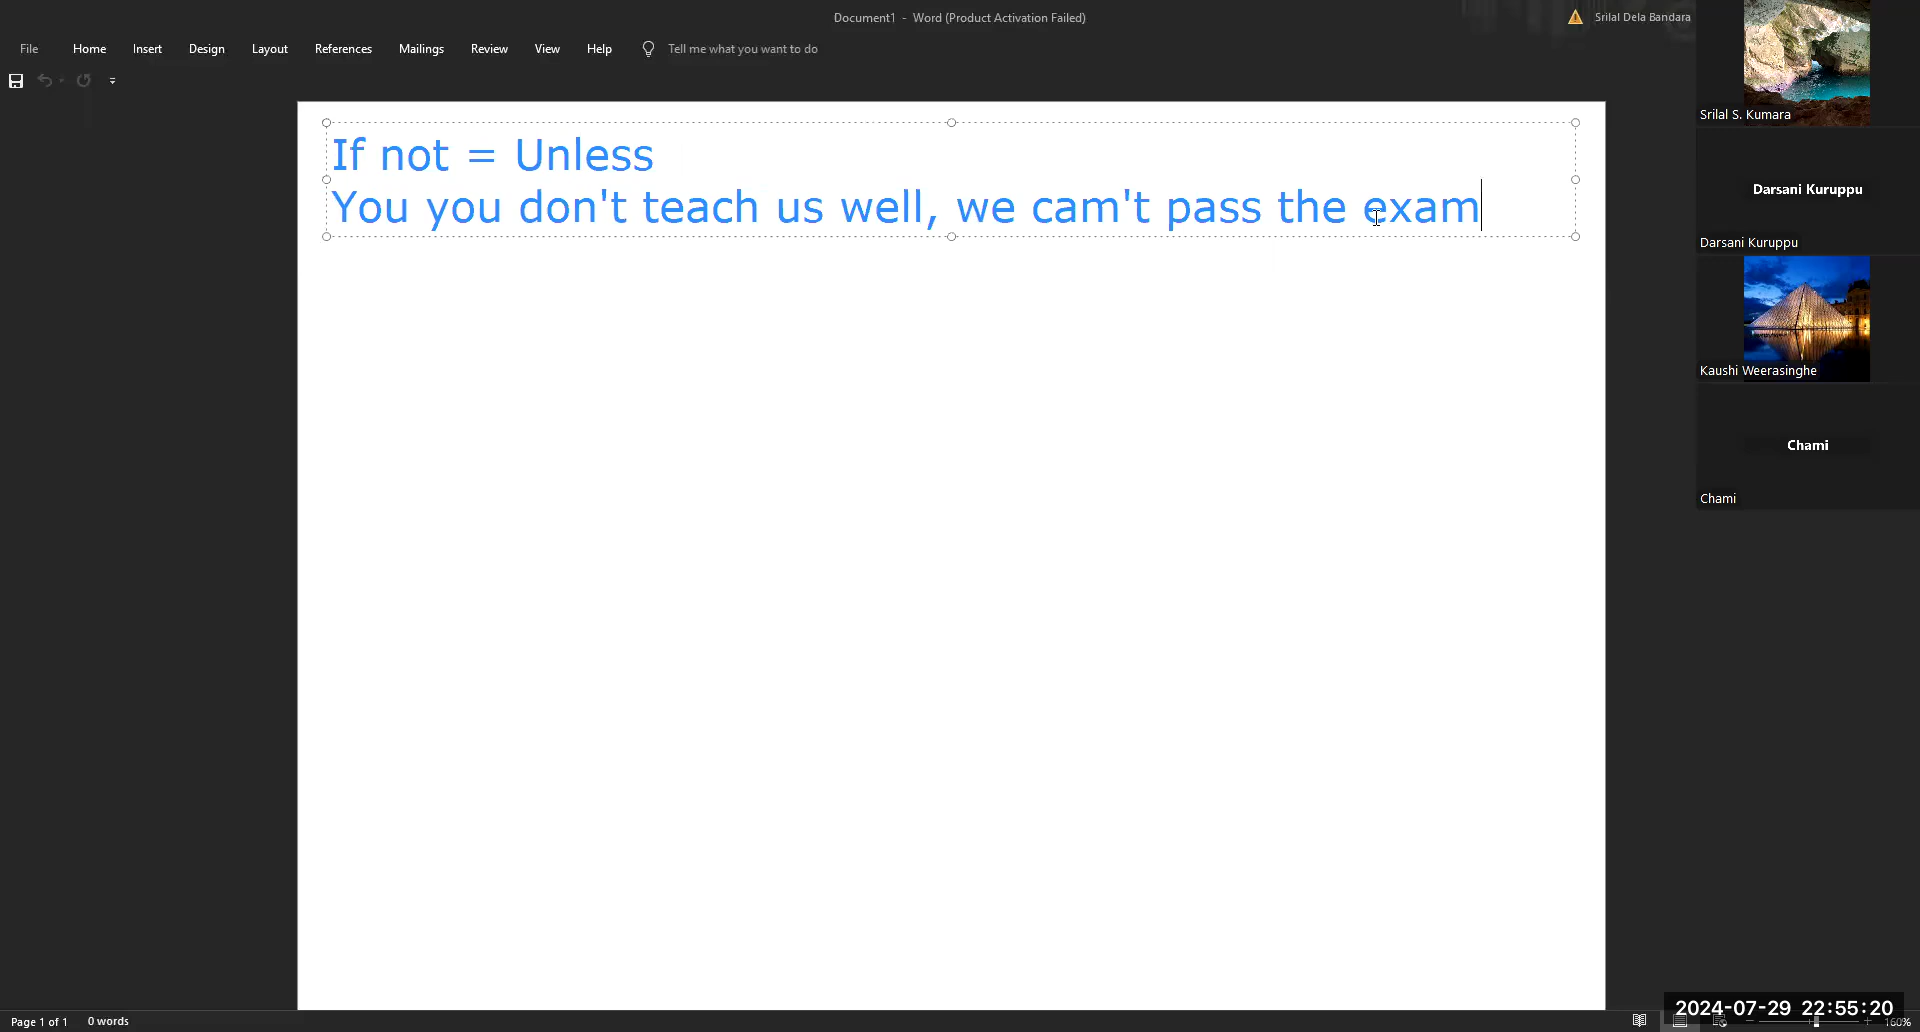 Document1 - Word (Product Activation Failed)
Srilal Dela Bandara
File Home Insert Design Layout References Mailings Review View Help Tell me what you want to do
Srilal S. Kumara
If not = Unless
You you don't teach us well, we cam't pass the exam
Darsani Kuruppu
Darsani Kuruppu
Kaushi Weerasinghe
Chami
Chami
2024-07-29 22:55:20
Page 1 of 1 0 words
160%